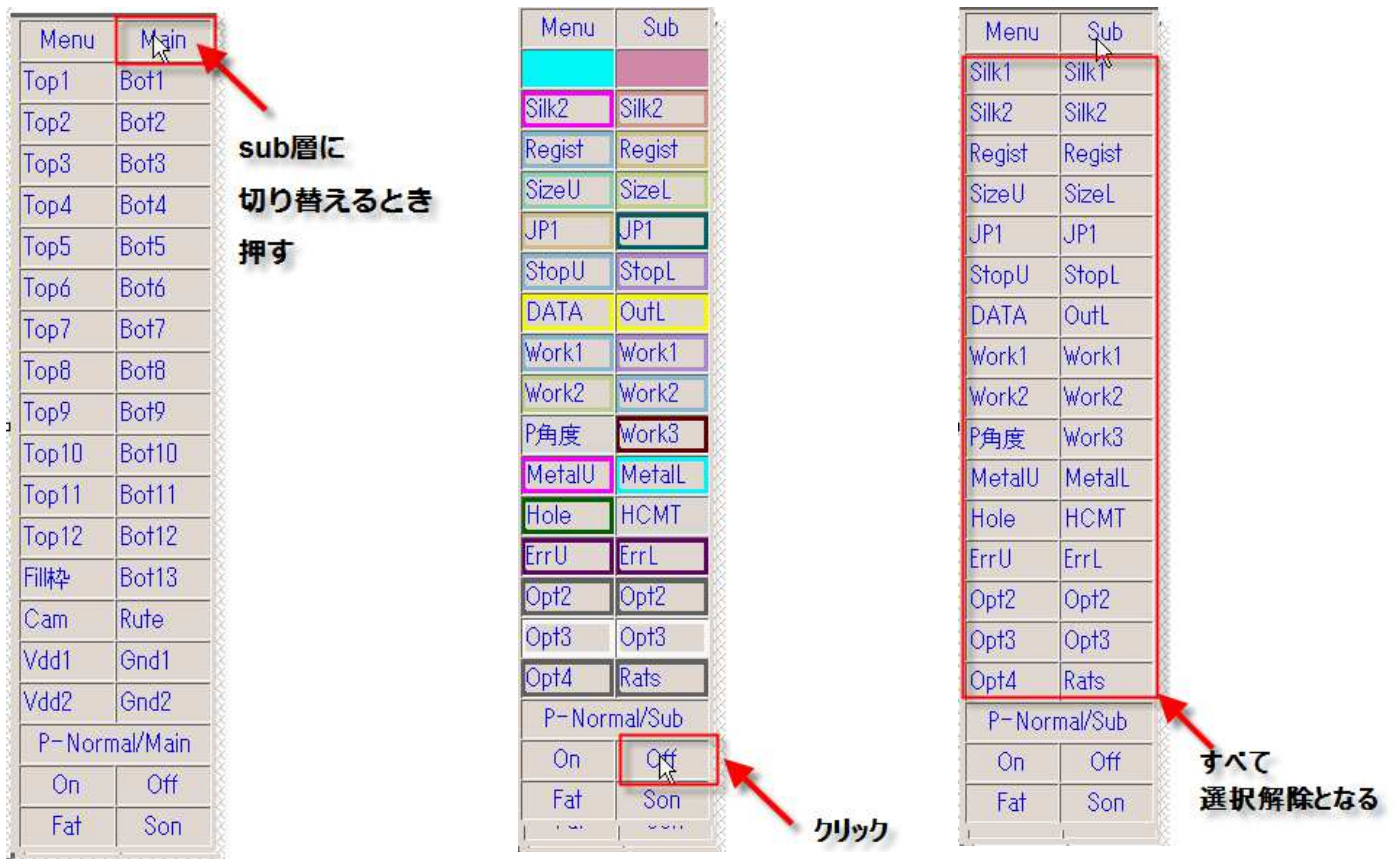 Menu Main
Top1 Bot1
Top2 Bot2
Top3 Bot3
Top4 Bot4
Top5 Bot5
Top6 Bot6
Top7 Bot7
Top8 Bot8
Top9 Bot9
Top10 Bot10
Top11 Bot11
Top12 Bot12
Fill枠 Bot13
Cam Rute
Vdd1 Gnd1
Vdd2 Gnd2
P-Normal/Main
On Off
Fat Son
sub層に
切り替えるとき
押す
Menu Sub
Silk2 Silk2
Regist Regist
SizeU SizeL
JP1 JP1
StopU StopL
DATA OutL
Work1 Work1
Work2 Work2
P角度 Work3
MetalU MetalL
Hole HCMT
ErrU ErrL
Opt2 Opt2
Opt3 Opt3
Opt4 Rats
P-Normal/Sub
On Off
Fat Son
クリック
Menu Sub
Silk1 Silk1
Silk2 Silk2
Regist Regist
SizeU SizeL
JP1 JP1
StopU StopL
DATA OutL
Work1 Work1
Work2 Work2
P角度 Work3
MetalU MetalL
Hole HCMT
ErrU ErrL
Opt2 Opt2
Opt3 Opt3
Opt4 Rats
P-Normal/Sub
On Off
Fat Son
すべて
選択解除となる